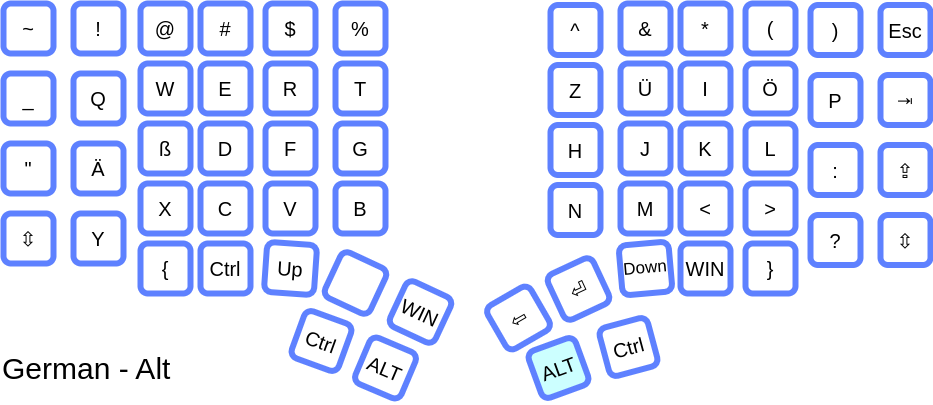 ~ ! @ # $ % ^ & * ( ) Esc
_ Q W E R T Z Ü I Ö P ⇥
" Ä ß D F G H J K L : ⇪
⇳ Y X C V B N M < > ? ⇳
{ Ctrl Up WIN ⇦ ⏎ Down WIN }
Ctrl ALT ALT Ctrl
German - Alt